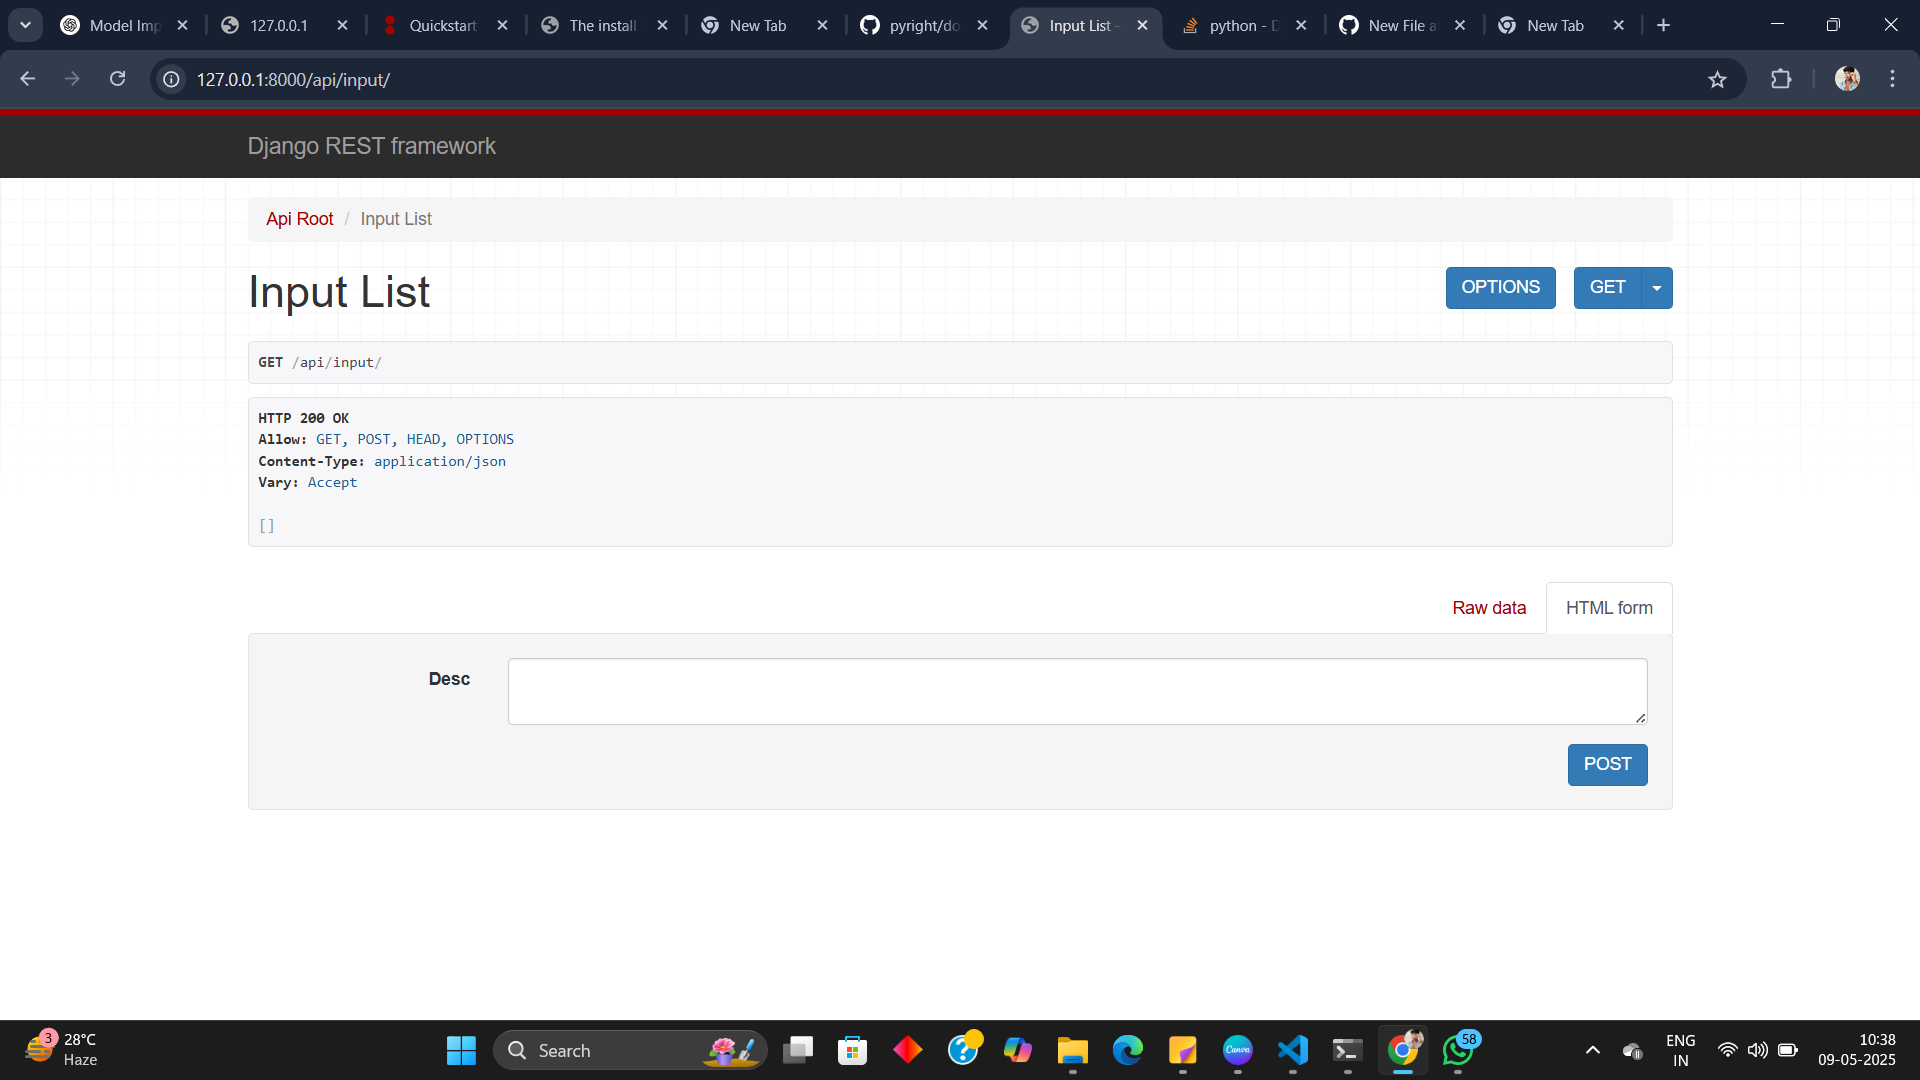 Model Imp
127.0.0.1
Quickstart
The install
New Tab
pyright/do
Input List -
python - D
New File a
New Tab
127.0.0.1:8000/api/input/
Django REST framework
Api Root / Input List
Input List
OPTIONS
GET
GET /api/input/
HTTP 200 OK
Allow: GET, POST, HEAD, OPTIONS
Content-Type: application/json
Vary: Accept
[]
Raw data
HTML form
Desc
POST
3
28°C
Haze
Search
Canva
58
ENG
IN
10:38
09-05-2025